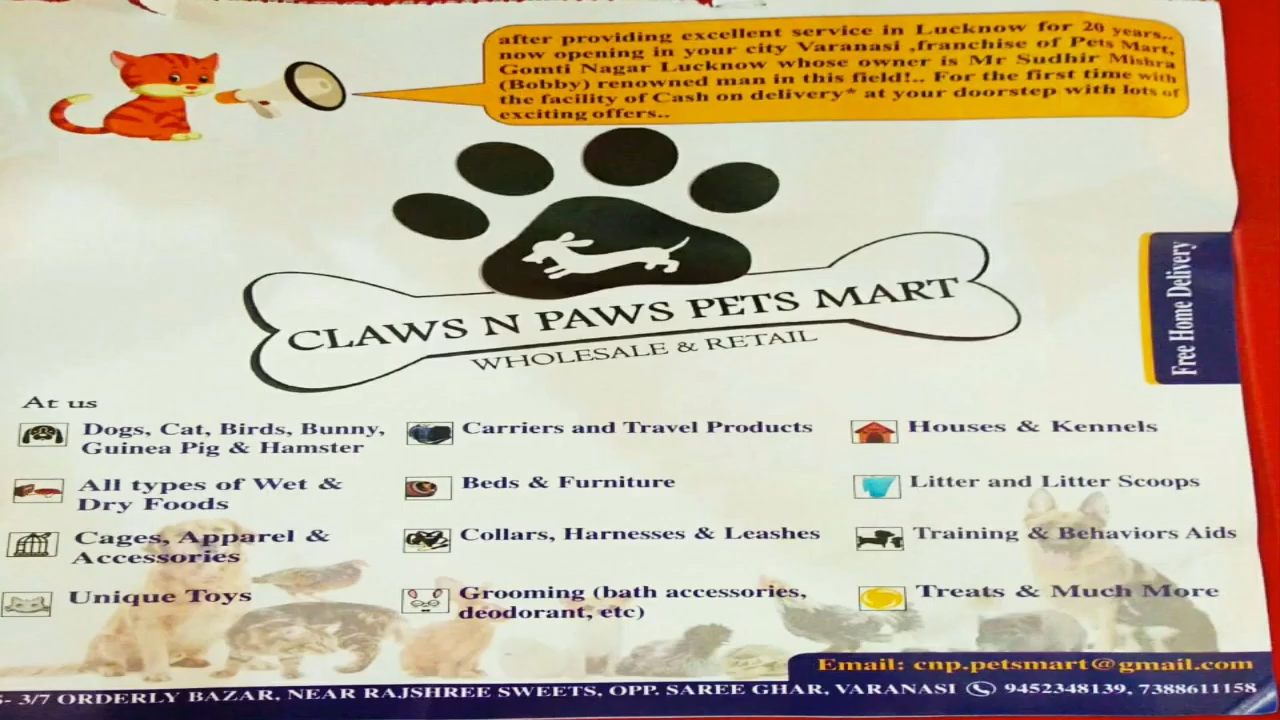 after providing excellent service in Lucknow for 20 years..
now opening in your city Varanasi ,franchise of Pets Mart,
Gomti Nagar Lucknow whose owner is Mr Sudhir Mishra
(Bobby) renowned man in this field!.. For the first time with
the facility of Cash on delivery* at your doorstep with lots of
exciting offers..
CLAWS N PAWS PETS MART
WHOLESALE & RETAIL
Free Home Delivery
At us
Dogs, Cat, Birds, Bunny,
Guinea Pig & Hamster
All types of Wet &
Dry Foods
Cages, Apparel &
Accessories
Unique Toys
Carriers and Travel Products
Beds & Furniture
Collars, Harnesses & Leashes
Grooming (bath accessories,
deodorant, etc)
Houses & Kennels
Litter and Litter Scoops
Training & Behaviors Aids
Treats & Much More
Email: cnp.petsmart@gmail.com
- 3/7 ORDERLY BAZAR, NEAR RAJSHREE SWEETS, OPP. SAREE GHAR, VARANASI 9452348139, 7388611158